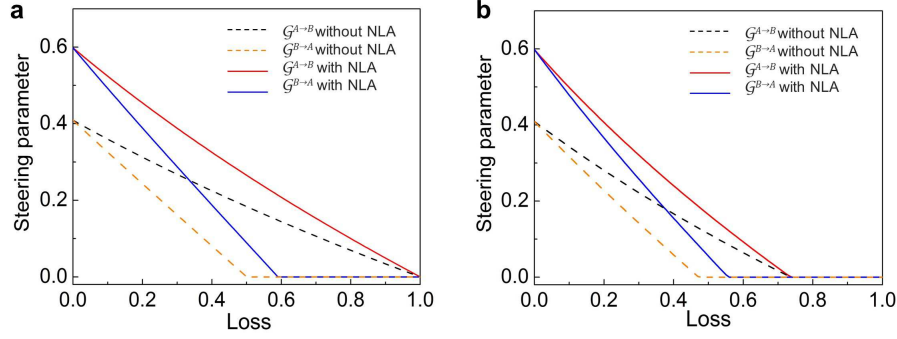 a
𝒢^{A→B} without NLA
𝒢^{B→A} without NLA
𝒢^{A→B} with NLA
𝒢^{B→A} with NLA
Steering parameter
0.6
0.4
0.2
0.0
0.0 0.2 0.4 0.6 0.8 1.0
Loss
b
𝒢^{A→B} without NLA
𝒢^{B→A} without NLA
𝒢^{A→B} with NLA
𝒢^{B→A} with NLA
Steering parameter
0.6
0.4
0.2
0.0
0.0 0.2 0.4 0.6 0.8 1.0
Loss